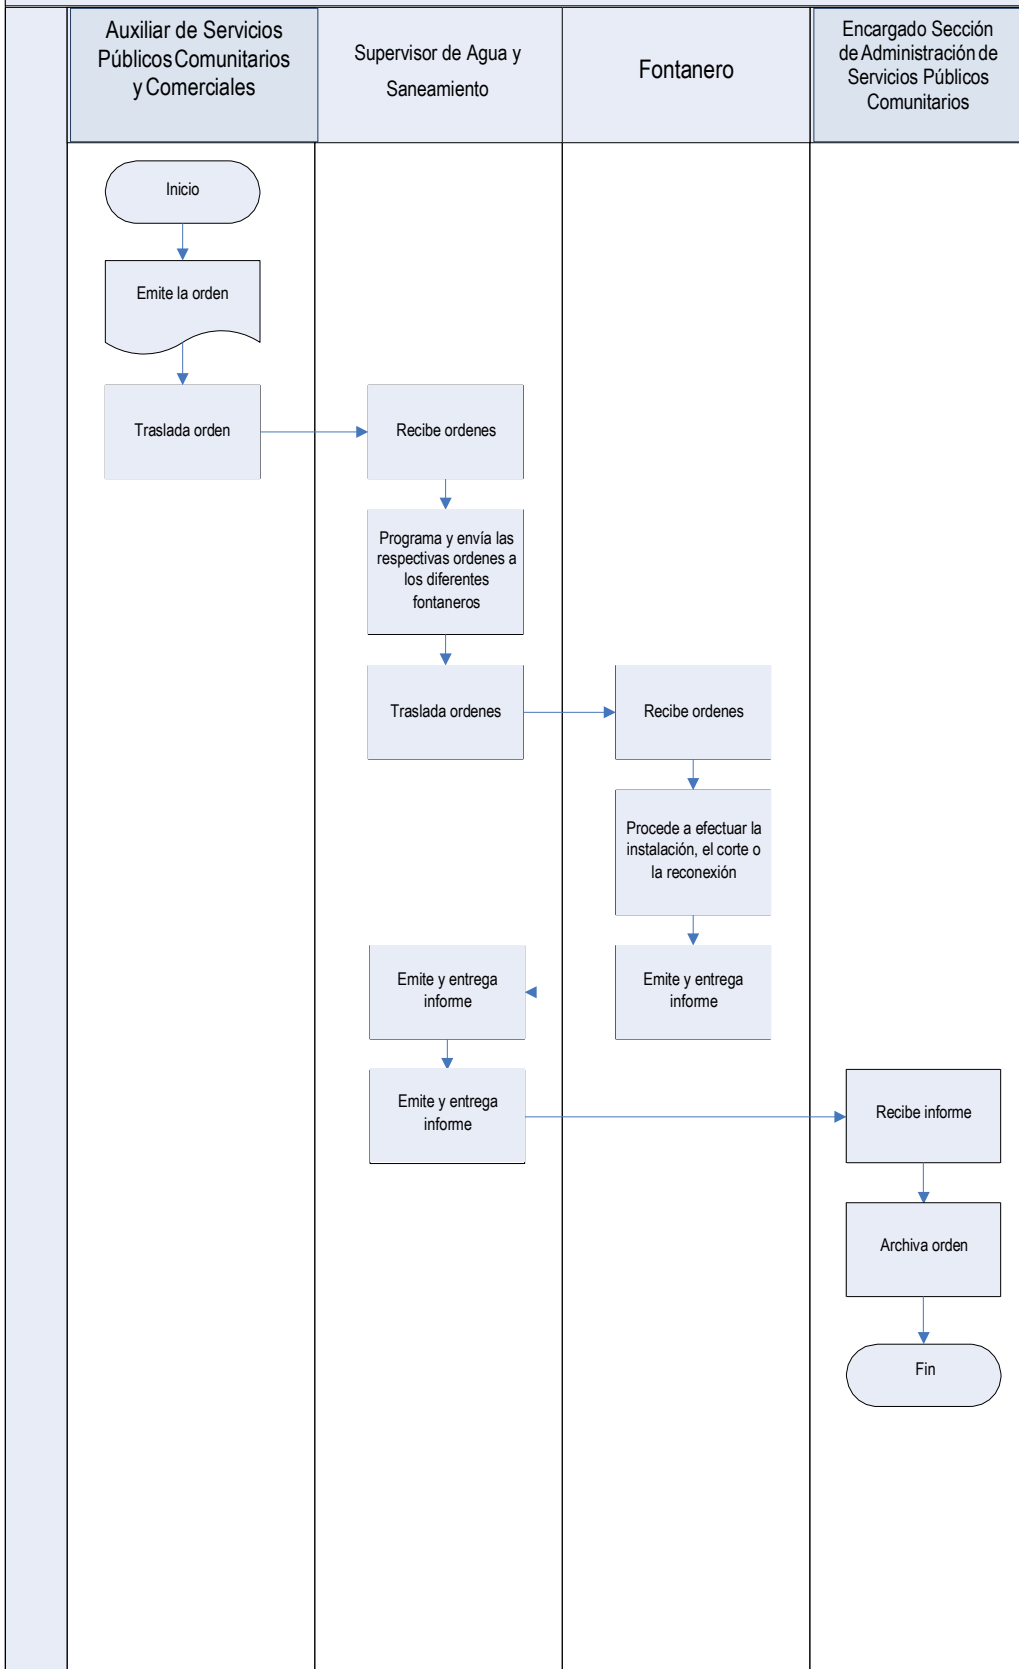 Auxiliar de Servicios
Públicos Comunitarios
y Comerciales
Supervisor de Agua y
Saneamiento
Fontanero
Encargado Sección
de Administración de
Servicios Públicos
Comunitarios
Inicio
Emite la orden
Traslada orden
Recibe ordenes
Programa y envía las
respectivas ordenes a
los diferentes
fontaneros
Traslada ordenes
Recibe ordenes
Procede a efectuar la
instalación, el corte o
la reconexión
Emite y entrega
informe
Emite y entrega
informe
Emite y entrega
informe
Recibe informe
Archiva orden
Fin